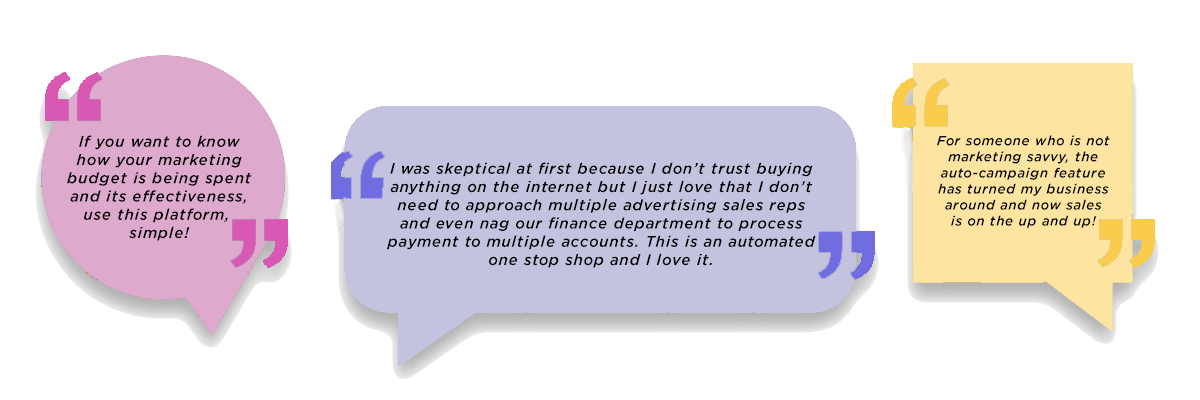 If you want to know
how your marketing
budget is being spent
and its effectiveness,
use this platform,
simple!
I was skeptical at first because I don’t trust buying
anything on the internet but I just love that I don’t
need to approach multiple advertising sales reps
and even nag our finance department to process
payment to multiple accounts. This is an automated
one stop shop and I love it.
For someone who is not
marketing savvy, the
auto-campaign feature
has turned my business
around and now sales
is on the up and up!